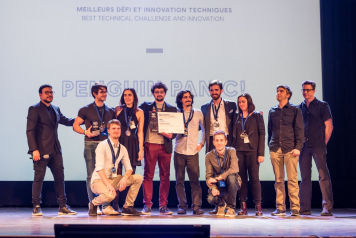 MEILLEURS DÉFI ET INNOVATION TECHNIQUES
BEST TECHNICAL CHALLENGE AND INNOVATION
PENGUIN PANIC!